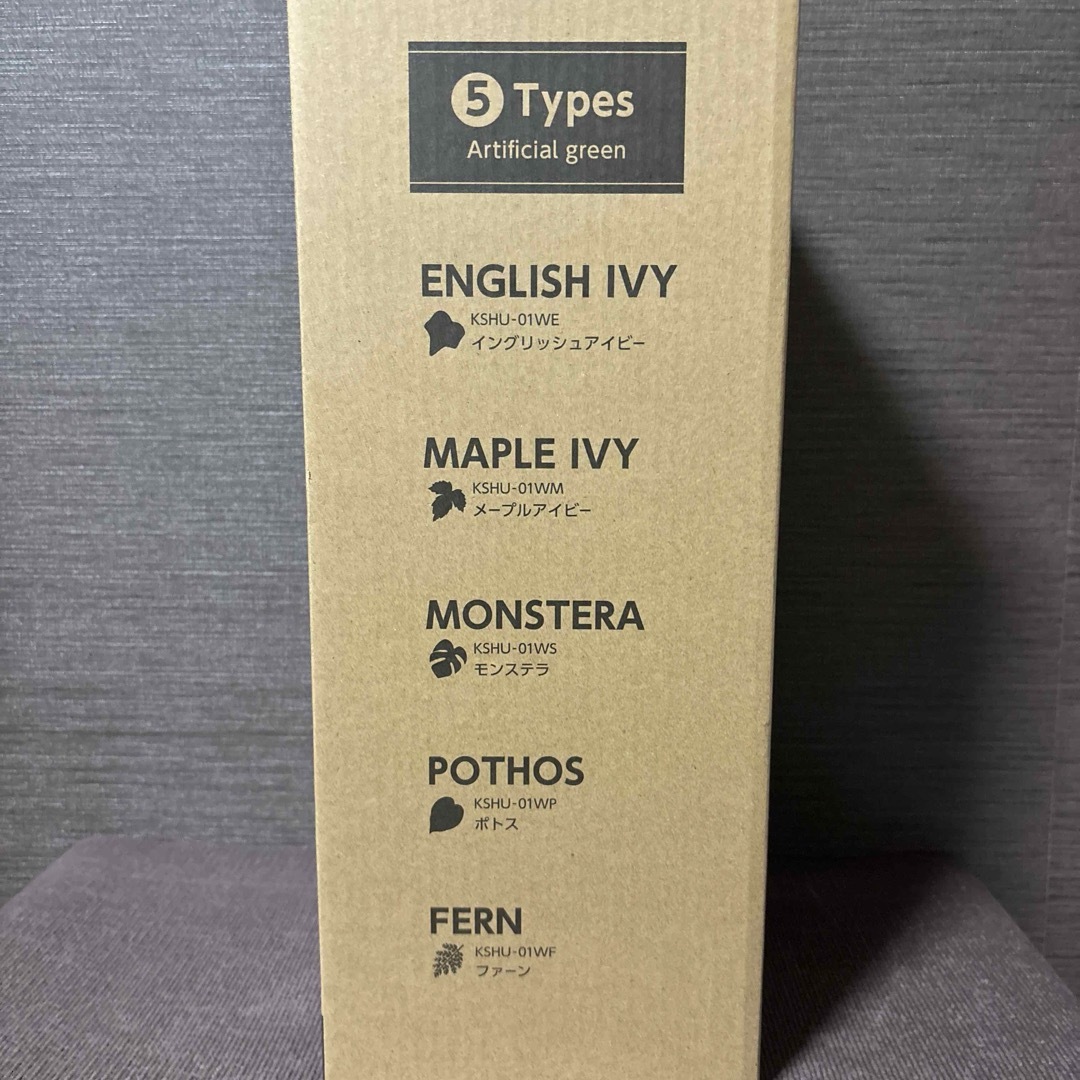 5 Types
Artificial green
ENGLISH IVY
KSHU-01WE
イングリッシュアイビー
MAPLE IVY
KSHU-01WM
メープルアイビー
MONSTERA
KSHU-01WS
モンステラ
POTHOS
KSHU-01WP
ポトス
FERN
KSHU-01WF
ファーン